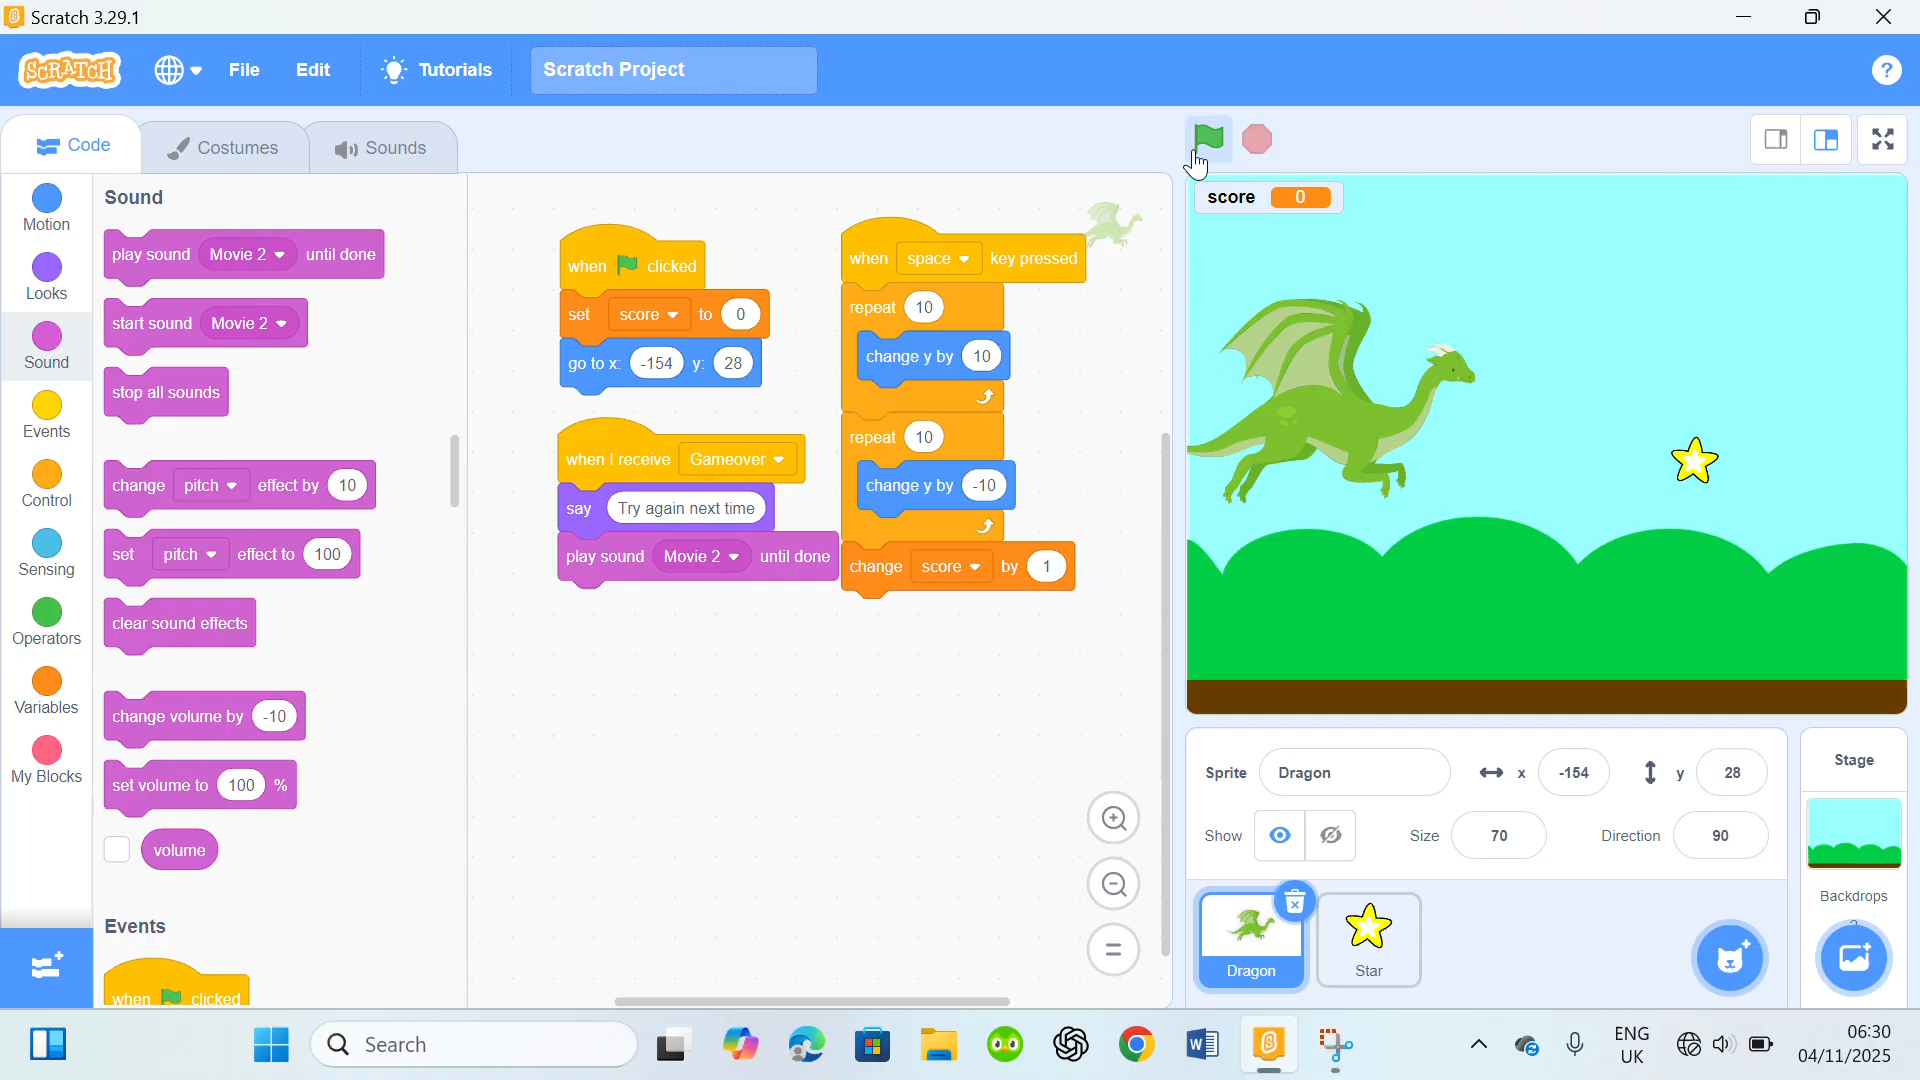 Scratch 3.29.1
SCRATCH
File
Edit
Tutorials
Scratch Project
?
Code
Costumes
Sounds
Motion
Looks
Sound
Events
Control
Sensing
Operators
Variables
My Blocks
Sound
play sound Movie 2 until done
start sound Movie 2
stop all sounds
change pitch effect by 10
set pitch effect to 100
clear sound effects
change volume by -10
set volume to 100 %
volume
Events
when clicked
when clicked
set score to 0
go to x: -154 y: 28
when I receive Gameover
say Try again next time
play sound Movie 2 until done
when space key pressed
repeat 10
change y by 10
repeat 10
change y by -10
change score by 1
score 0
Sprite Dragon x -154 y 28
Show Size 70 Direction 90
Dragon
Star
Stage
Backdrops
Search
ENG
UK
06:30
04/11/2025